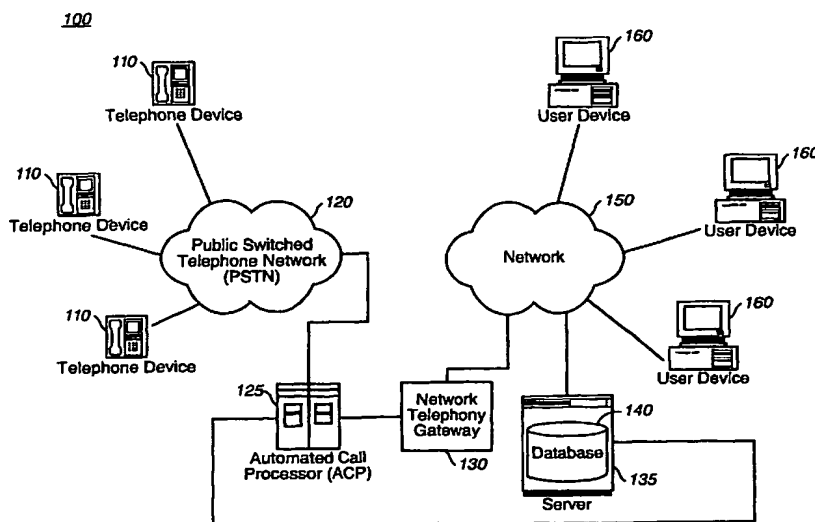 100
110
Telephone Device
110
Telephone Device
110
Telephone Device
120
Public Switched
Telephone Network
(PSTN)
125
Automated Call
Processor (ACP)
Network
Telephony
Gateway
130
150
Network
160
User Device
160
User Device
160
User Device
140
Database
135
Server